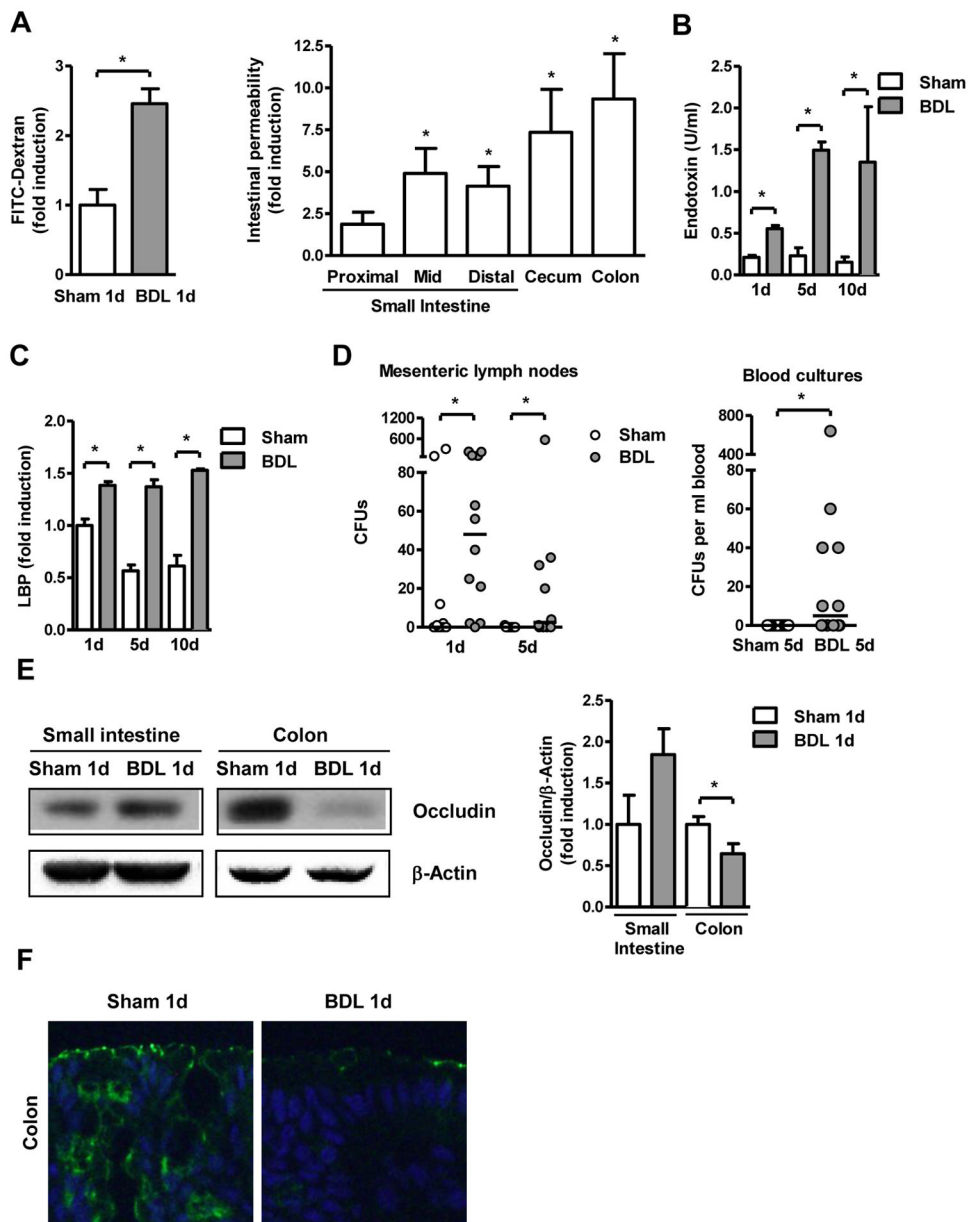 A
FITC-Dextran
(fold induction)
3
2
1
0
*
Sham 1d BDL 1d
Intestinal permeability
(fold induction)
12.5
10.0
7.5
5.0
2.5
0.0
* * * *
Proximal Mid Distal Cecum Colon
Small Intestine
B
Endotoxin (U/ml)
2.5
2.0
1.5
1.0
0.5
0.0
* * *
1d 5d 10d
Sham
BDL
C
LBP (fold induction)
1.5
1.0
0.5
0.0
* * *
1d 5d 10d
Sham
BDL
D
Mesenteric lymph nodes
CFUs
1200
600
80
60
40
20
0
* *
1d 5d
Sham
BDL
Blood cultures
CFUs per ml blood
800
400
80
60
40
20
0
*
Sham 5d BDL 5d
E
Small intestine Colon
Sham 1d BDL 1d Sham 1d BDL 1d
Occludin
β-Actin
Occludin/β-Actin
(fold induction)
2.5
2.0
1.5
1.0
0.5
0.0
*
Small
Intestine
Colon
Sham 1d
BDL 1d
F
Sham 1d BDL 1d
Colon